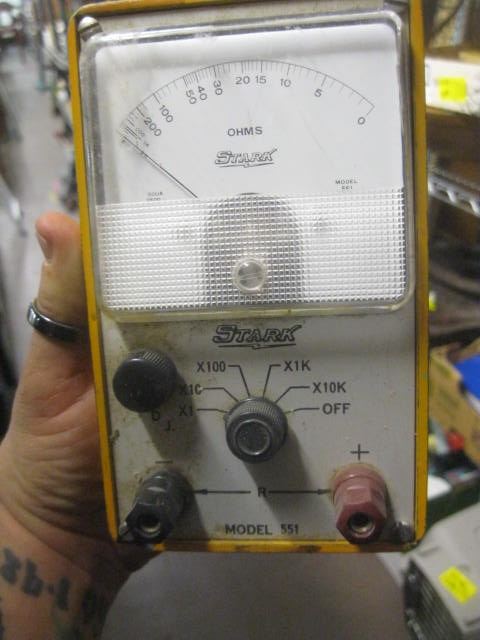 200 100 50 40 30 20 15 10 5 0
OHMS
STARK
MODEL
551
STARK
X100 X1K
X10 X10K
X1 OFF
D
J.
- +
R
MODEL 551